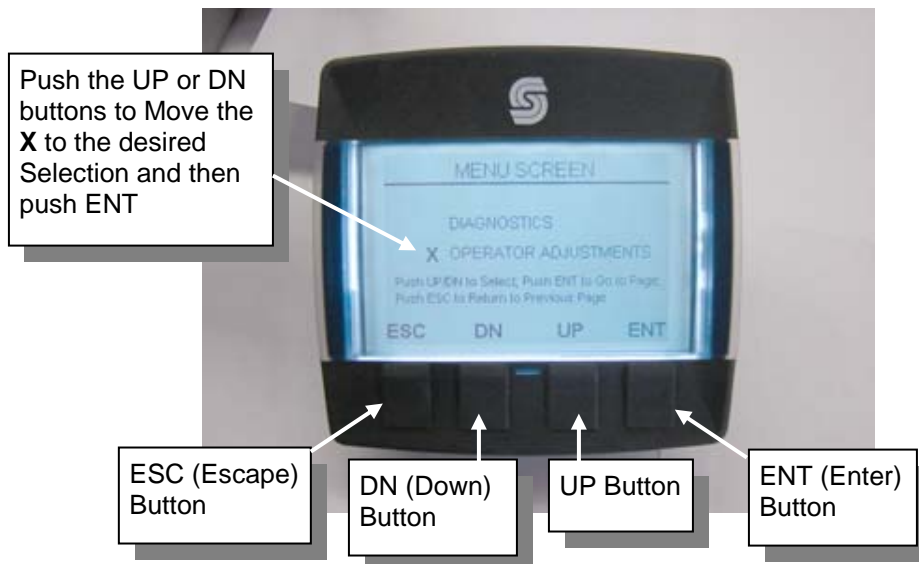 Push the UP or DN
buttons to Move the
X to the desired
Selection and then
push ENT
MENU SCREEN
DIAGNOSTICS
X OPERATOR ADJUSTMENTS
Push UP/DN to Select, Push ENT to Go to Page,
Push ESC to Return to Previous Page
ESC DN UP ENT
ESC (Escape)
Button
DN (Down)
Button
UP Button
ENT (Enter)
Button